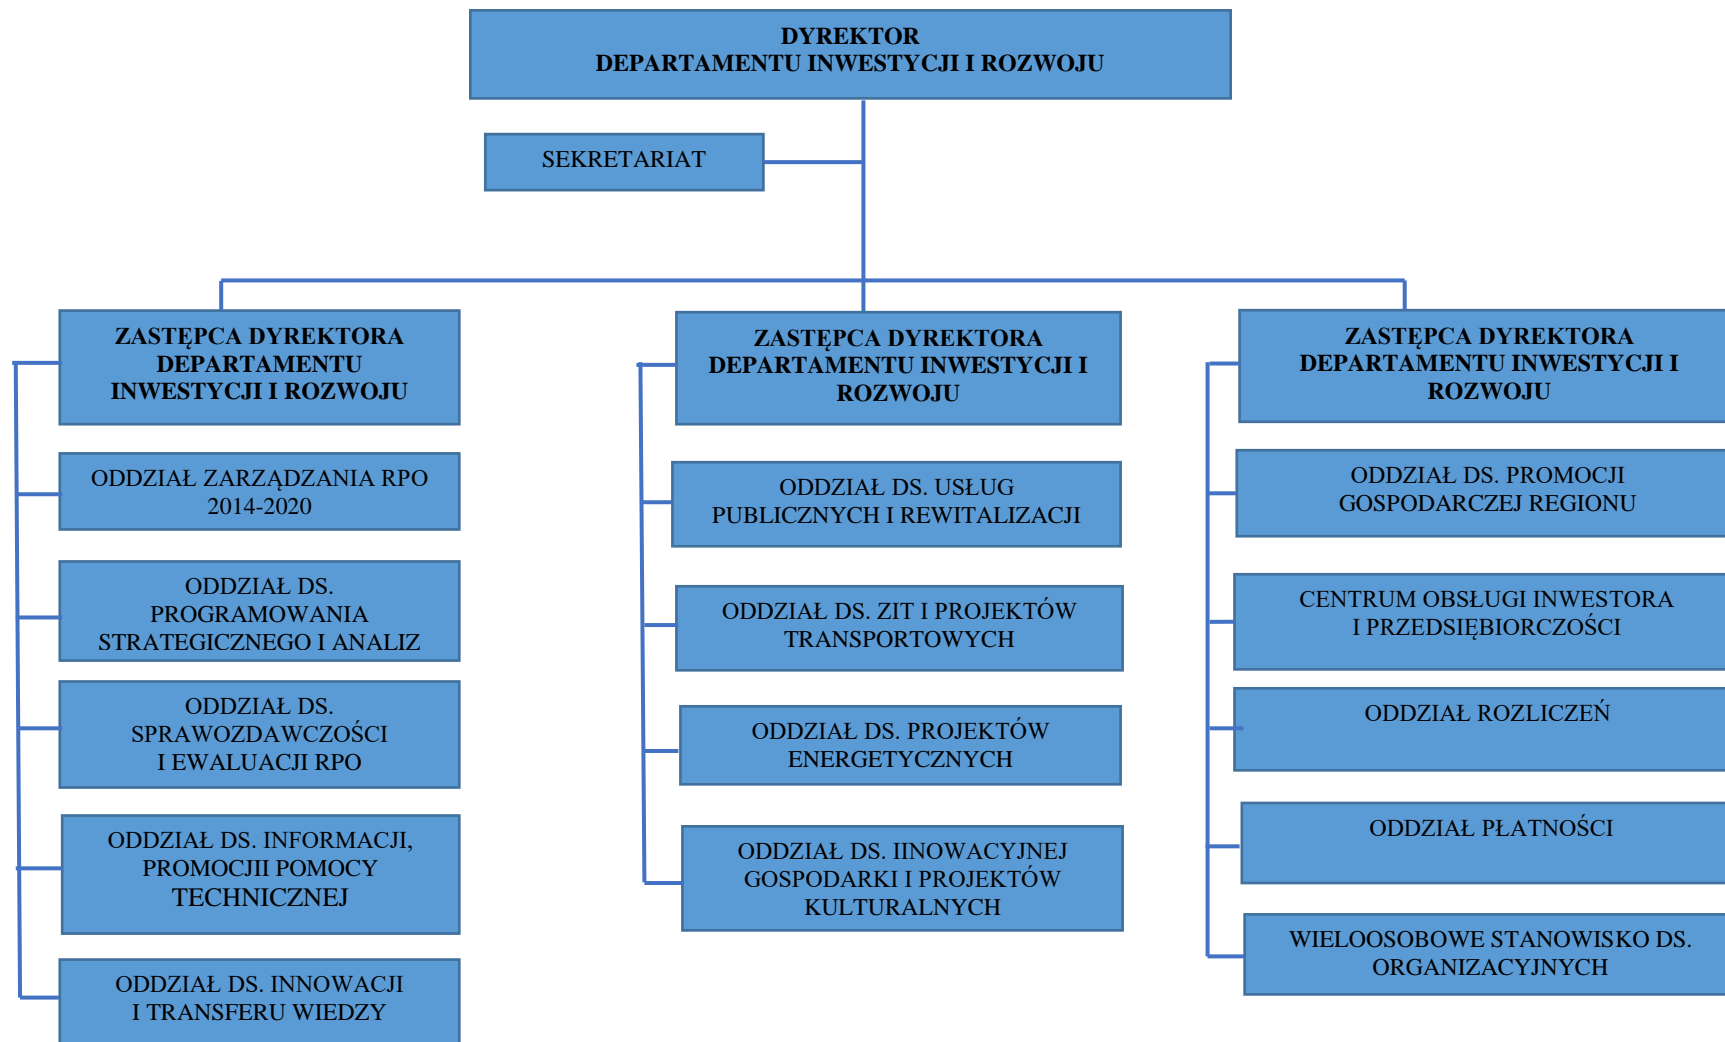 DYREKTOR
DEPARTAMENTU INWESTYCJI I ROZWOJU
SEKRETARIAT
ZASTĘPCA DYREKTORA
DEPARTAMENTU
INWESTYCJI I ROZWOJU
ODDZIAŁ ZARZĄDZANIA RPO
2014-2020
ODDZIAŁ DS.
PROGRAMOWANIA
STRATEGICZNEGO I ANALIZ
ODDZIAŁ DS.
SPRAWOZDAWCZOŚCI
I EWALUACJI RPO
ODDZIAŁ DS. INFORMACJI,
PROMOCJII POMOCY
TECHNICZNEJ
ODDZIAŁ DS. INNOWACJI
I TRANSFERU WIEDZY
ZASTĘPCA DYREKTORA
DEPARTAMENTU INWESTYCJI I
ROZWOJU
ODDZIAŁ DS. USŁUG
PUBLICZNYCH I REWITALIZACJI
ODDZIAŁ DS. ZIT I PROJEKTÓW
TRANSPORTOWYCH
ODDZIAŁ DS. PROJEKTÓW
ENERGETYCZNYCH
ODDZIAŁ DS. IINOWACYJNEJ
GOSPODARKI I PROJEKTÓW
KULTURALNYCH
ZASTĘPCA DYREKTORA
DEPARTAMENTU INWESTYCJI I
ROZWOJU
ODDZIAŁ DS. PROMOCJI
GOSPODARCZEJ REGIONU
CENTRUM OBSŁUGI INWESTORA
I PRZEDSIĘBIORCZOŚCI
ODDZIAŁ ROZLICZEŃ
ODDZIAŁ PŁATNOŚCI
WIELOOSOBOWE STANOWISKO DS.
ORGANIZACYJNYCH